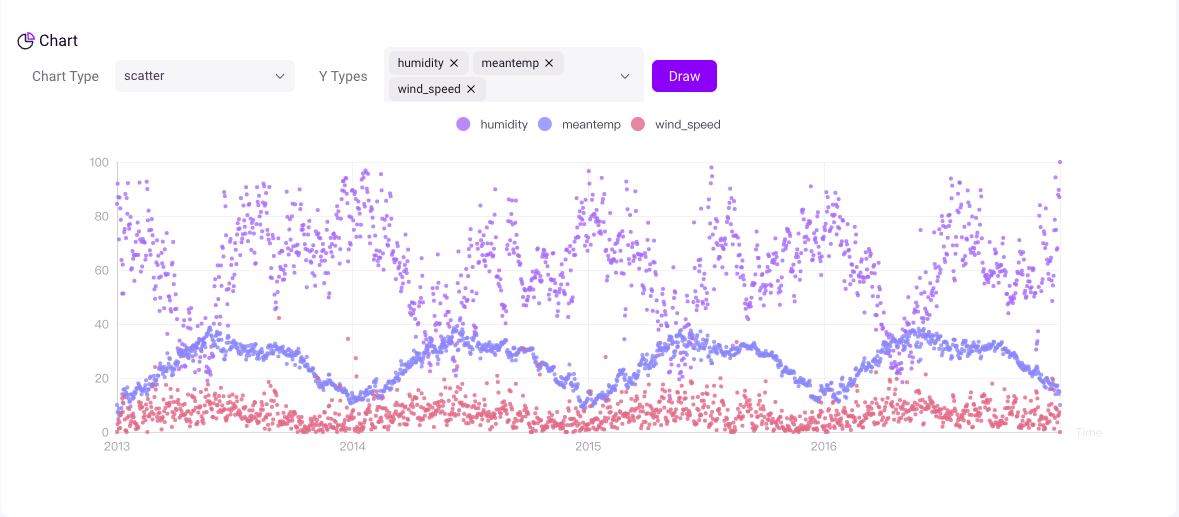 Chart
Chart Type scatter Y Types humidity meantemp
wind_speed
Draw
humidity meantemp wind_speed
100
80
60
40
20
0
2013 2014 2015 2016
Time